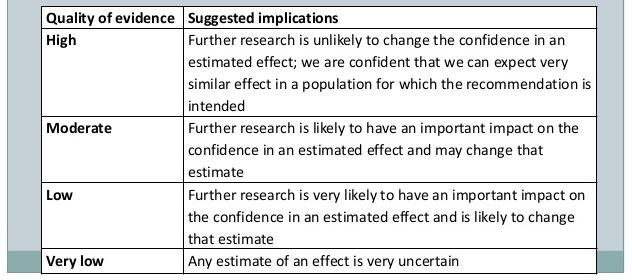 Quality of evidence Suggested implications
High Further research is unlikely to change the confidence in an
estimated effect; we are confident that we can expect very
similar effect in a population for which the recommendation is
intended
Moderate Further research is likely to have an important impact on the
confidence in an estimated effect and may change that
estimate
Low Further research is very likely to have an important impact on
the confidence in an estimated effect and is likely to change
that estimate
Very low Any estimate of an effect is very uncertain